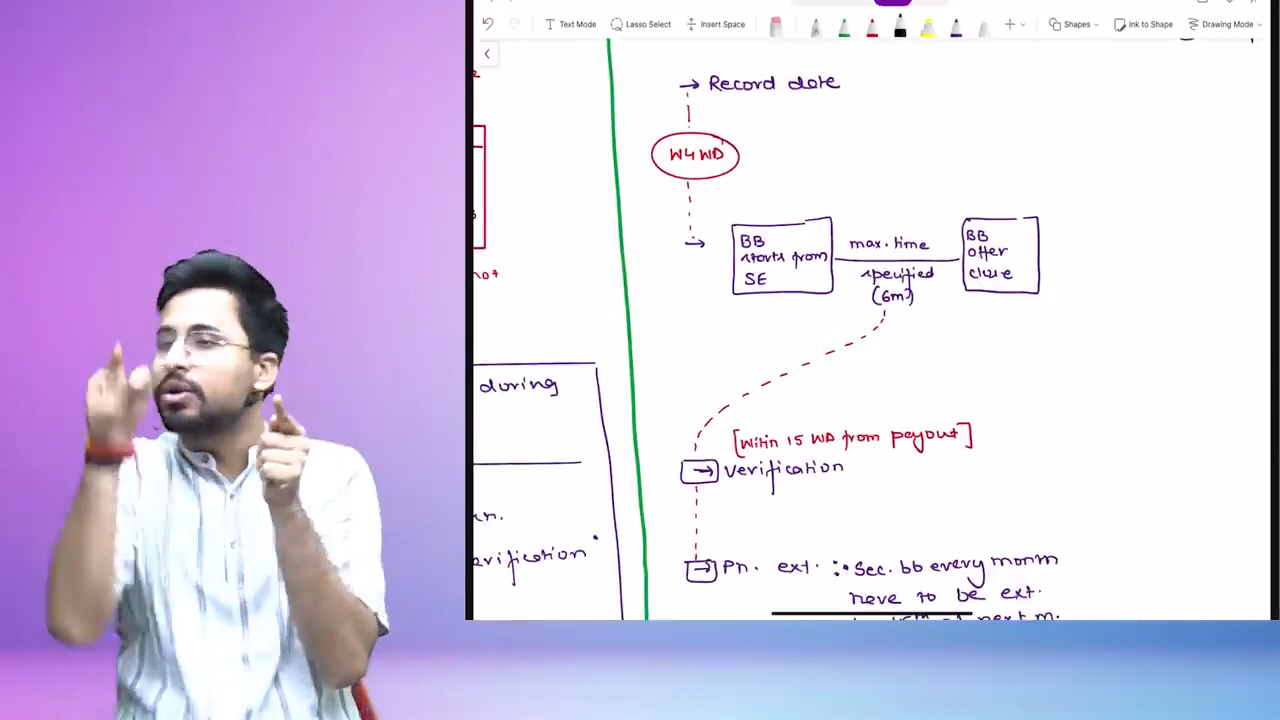 Text Mode Lasso Select Insert Space Shapes Ink to Shape Drawing Mode
→ Record date
W4WD
→
BB
starts from
SE
max. time
specified
(6m)
BB
offer
close
during
[Witin 15 WD from payout]
→ verification
verification
→ Pn. ext. : • Sec. bb every month
have to be ext.
next m.